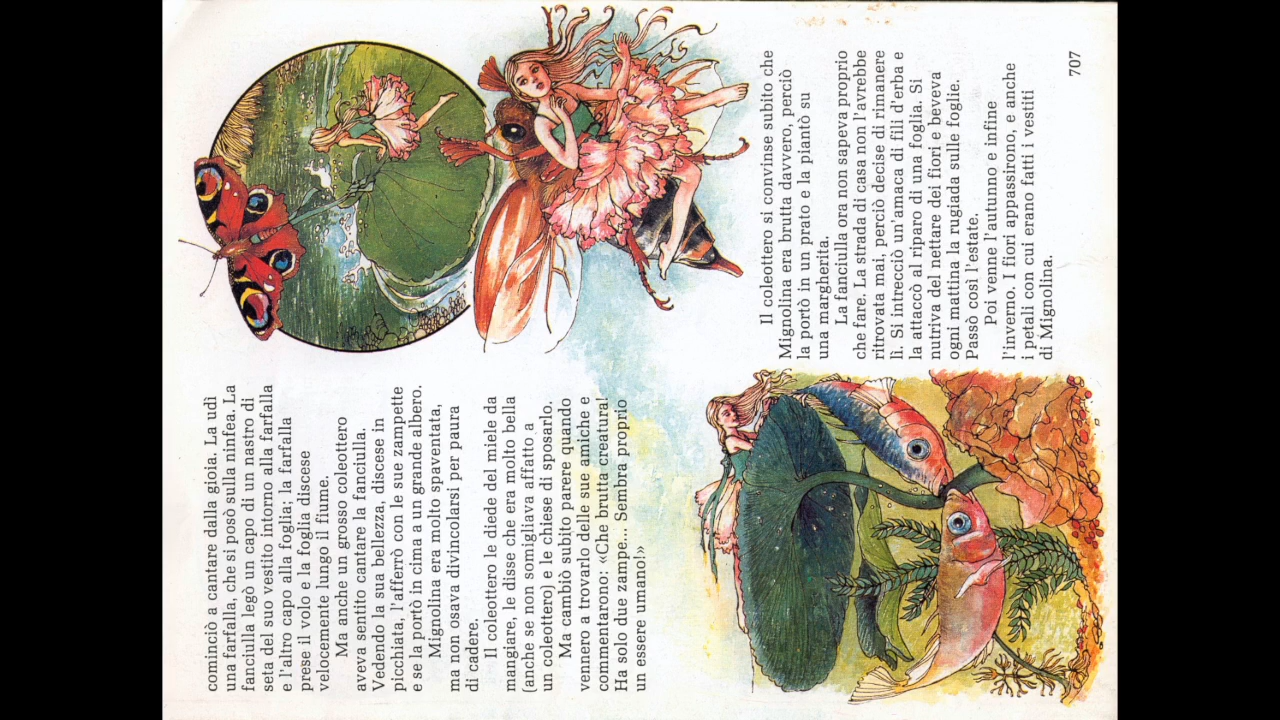 cominciò a cantare dalla gioia. La udì
una farfalla, che si posò sulla ninfea. La
fanciulla legò un capo di un nastro di
seta del suo vestito intorno alla farfalla
e l'altro capo alla foglia; la farfalla
prese il volo e la foglia discese
velocemente lungo il fiume.
Ma anche un grosso coleottero
aveva sentito cantare la fanciulla.
Vedendo la sua bellezza, discese in
picchiata, l'afferrò con le sue zampette
e se la portò in cima a un grande albero.
Mignolina era molto spaventata,
ma non osava divincolarsi per paura
di cadere.
Il coleottero le diede del miele da
mangiare, le disse che era molto bella
(anche se non somigliava affatto a
un coleottero) e le chiese di sposarlo.
Ma cambiò subito parere quando
vennero a trovarlo delle sue amiche e
commentarono: «Che brutta creatura!
Ha solo due zampe... Sembra proprio
un essere umano!»
Il coleottero si convinse subito che
Mignolina era brutta davvero, perciò
la portò in un prato e la piantò su
una margherita.
La fanciulla ora non sapeva proprio
che fare. La strada di casa non l'avrebbe
ritrovata mai, perciò decise di rimanere
lì. Si intrecciò un'amaca di fili d'erba e
la attaccò al riparo di una foglia. Si
nutriva del nettare dei fiori e beveva
ogni mattina la rugiada sulle foglie.
Passò così l'estate.
Poi venne l'autunno e infine
l'inverno. I fiori appassirono, e anche
i petali con cui erano fatti i vestiti
di Mignolina.
707